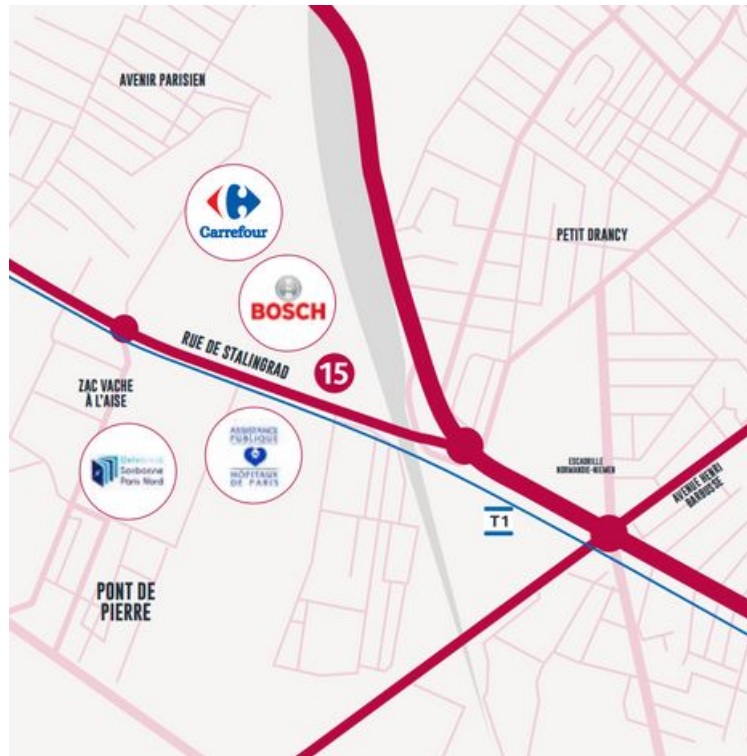 AVENIR PARISIEN
Carrefour
PETIT DRANCY
BOSCH
RUE DE STALINGRAD
15
ZAC VACHE
À L'AISE
ASSISTANCE
PUBLIQUE
HÔPITAUX
DE PARIS
Université
Sorbonne
Paris Nord
ESCADRILLE
NORMANDIE-NIEMEN
AVENUE HENRI
BARBUSSE
T1
PONT DE
PIERRE